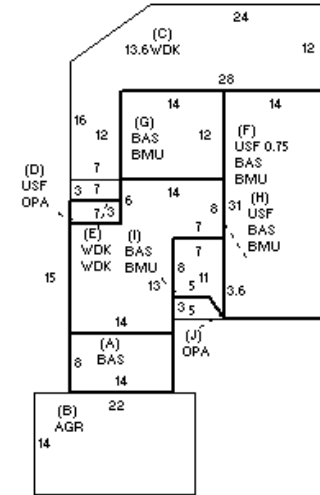 24
(C)
13.6WDK
12
28
14
14
16
(G)
BAS
BMU
12
12
(F)
USF 0.75
BAS
BMU
(D)
USF
OPA
7
3
7
6
14
(H)
USF
BAS
BMU
8
31
7,3
7
(E)
WDK
WDK
(I)
BAS
BMU
7
8
11
15
13
5
3.6
3
5
14
(J)
OPA
(A)
BAS
8
14
22
(B)
AGR
14